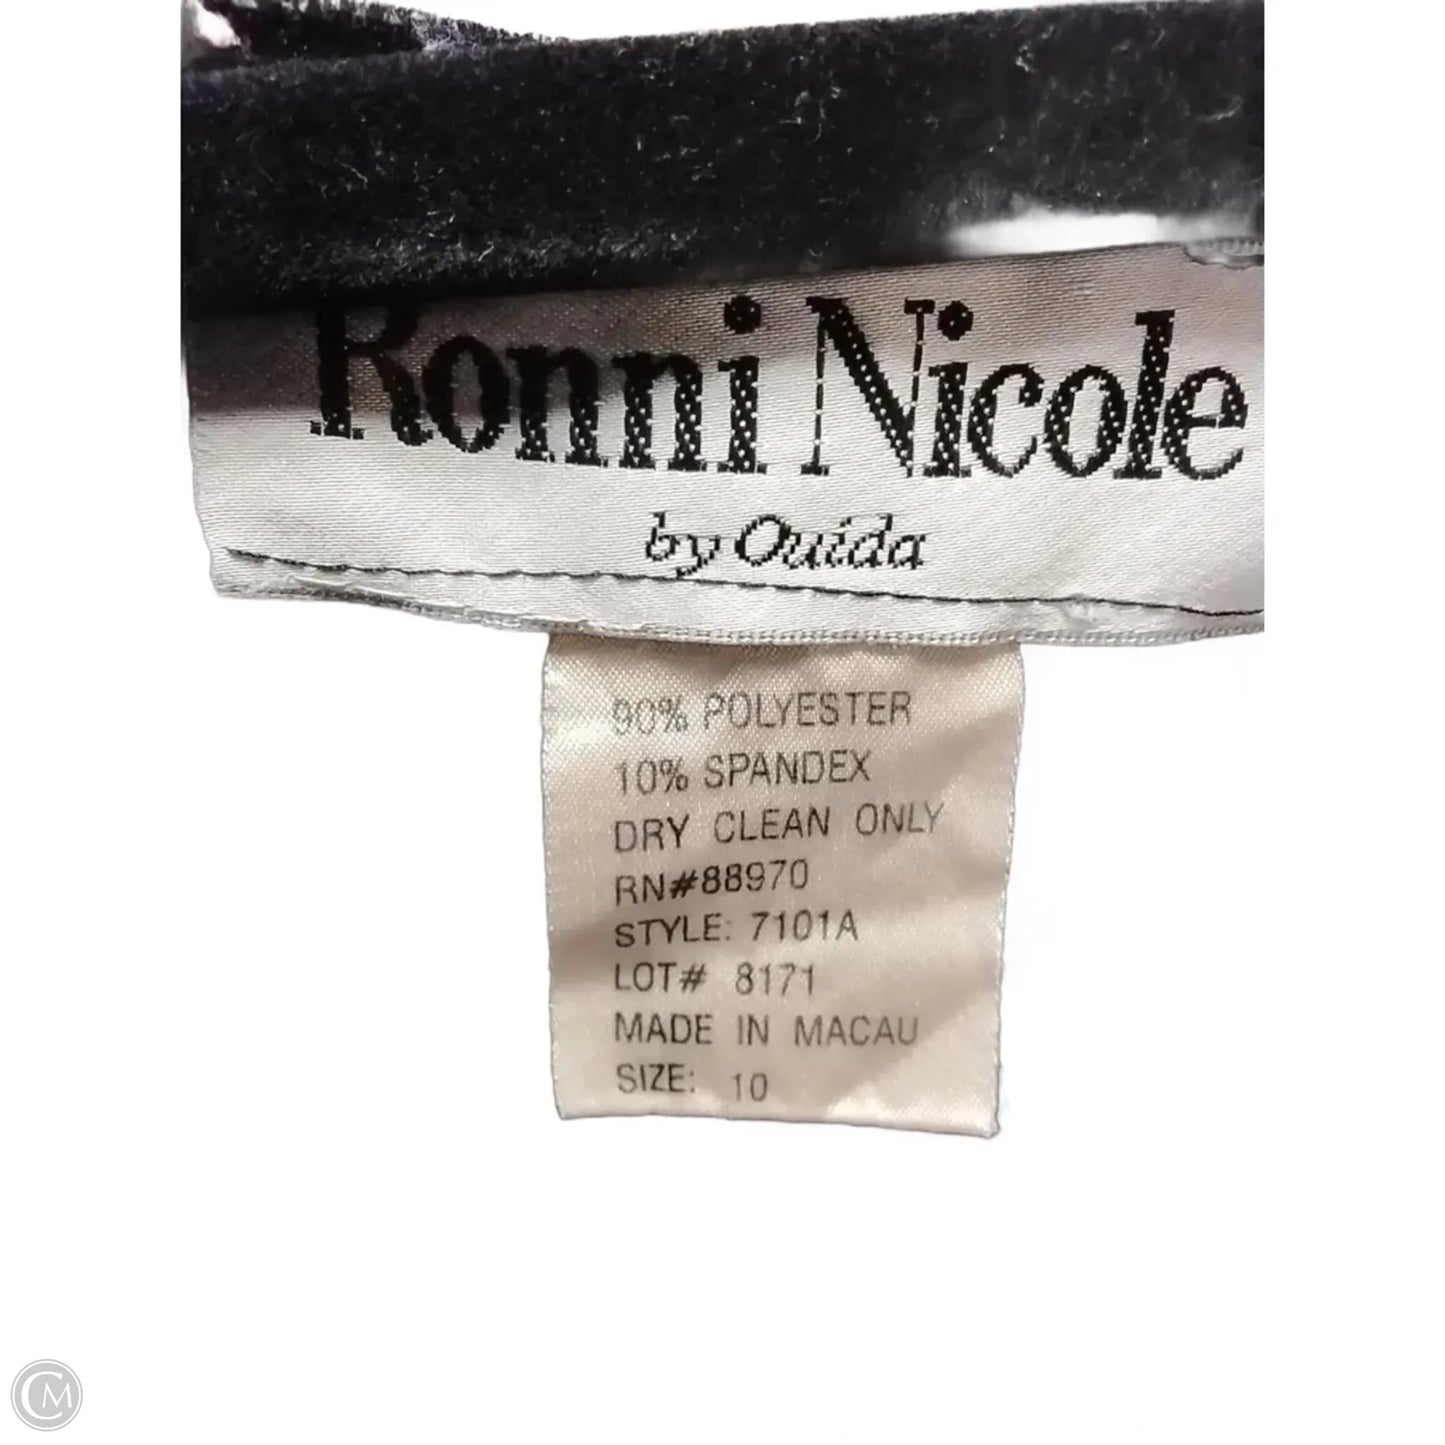 Ronni Nicole
by Ouida
90% POLYESTER
10% SPANDEX
DRY CLEAN ONLY
RN#88970
STYLE: 7101A
LOT# 8171
MADE IN MACAU
SIZE: 10
CM